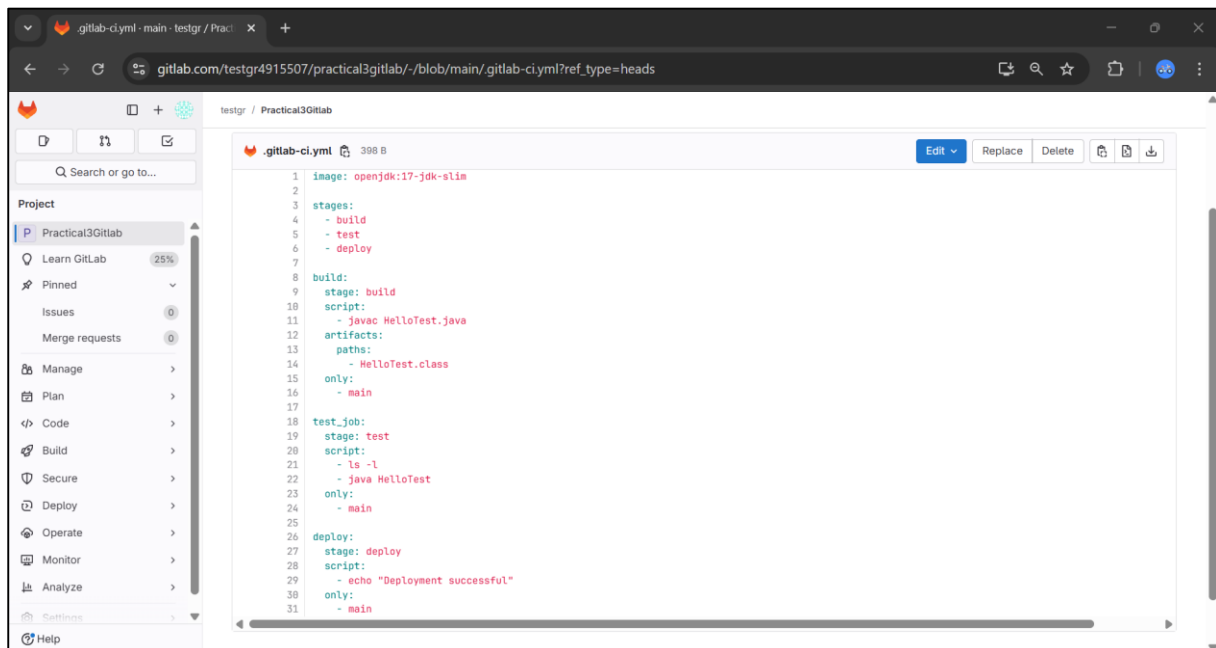 .gitlab-ci.yml · main · testgr / Practi
gitlab.com/testgr4915507/practical3gitlab/-/blob/main/.gitlab-ci.yml?ref_type=heads
testgr / Practical3Gitlab
Search or go to...
Project
P Practical3Gitlab
Learn GitLab 25%
Pinned
Issues 0
Merge requests 0
Manage
Plan
Code
Build
Secure
Deploy
Operate
Monitor
Analyze
Settings
Help
.gitlab-ci.yml 398 B
Edit Replace Delete
1 image: openjdk:17-jdk-slim
2
3 stages:
4   - build
5   - test
6   - deploy
7
8 build:
9   stage: build
10   script:
11     - javac HelloTest.java
12   artifacts:
13     paths:
14       - HelloTest.class
15   only:
16     - main
17
18 test_job:
19   stage: test
20   script:
21     - ls -l
22     - java HelloTest
23   only:
24     - main
25
26 deploy:
27   stage: deploy
28   script:
29     - echo "Deployment successful"
30   only:
31     - main